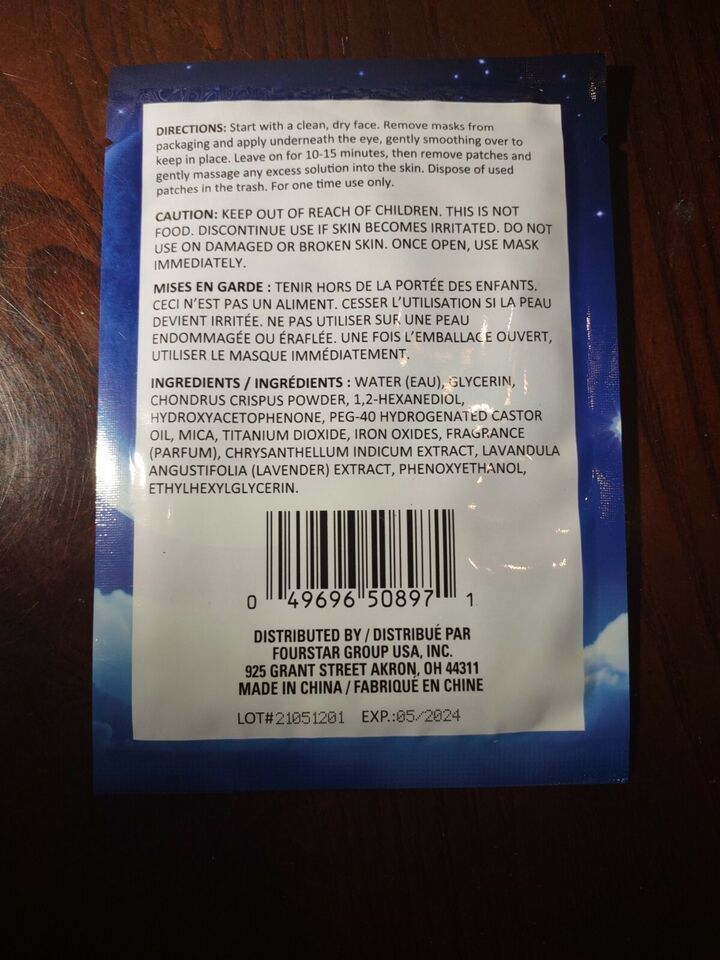 DIRECTIONS: Start with a clean, dry face. Remove masks from
packaging and apply underneath the eye, gently smoothing over to
keep in place. Leave on for 10-15 minutes, then remove patches and
gently massage any excess solution into the skin. Dispose of used
patches in the trash. For one time use only.
CAUTION: KEEP OUT OF REACH OF CHILDREN. THIS IS NOT
FOOD. DISCONTINUE USE IF SKIN BECOMES IRRITATED. DO NOT
USE ON DAMAGED OR BROKEN SKIN. ONCE OPEN, USE MASK
IMMEDIATELY.
MISES EN GARDE : TENIR HORS DE LA PORTÉE DES ENFANTS.
CECI N'EST PAS UN ALIMENT. CESSER L'UTILISATION SI LA PEAU
DEVIENT IRRITÉE. NE PAS UTILISER SUR UNE PEAU
ENDOMMAGÉE OU ÉRAFLÉE. UNE FOIS L'EMBALLAGE OUVERT,
UTILISER LE MASQUE IMMÉDIATEMENT.
INGREDIENTS / INGRÉDIENTS : WATER (EAU), GLYCERIN,
CHONDRUS CRISPUS POWDER, 1,2-HEXANEDIOL,
HYDROXYACETOPHENONE, PEG-40 HYDROGENATED CASTOR
OIL, MICA, TITANIUM DIOXIDE, IRON OXIDES, FRAGRANCE
(PARFUM), CHRYSANTHELLUM INDICUM EXTRACT, LAVANDULA
ANGUSTIFOLIA (LAVENDER) EXTRACT, PHENOXYETHANOL,
ETHYLHEXYLGLYCERIN.
0 49696 50897 1
DISTRIBUTED BY / DISTRIBUÉ PAR
FOURSTAR GROUP USA, INC.
925 GRANT STREET AKRON, OH 44311
MADE IN CHINA / FABRIQUÉ EN CHINE
LOT# 21051201 EXP.: 05/2024